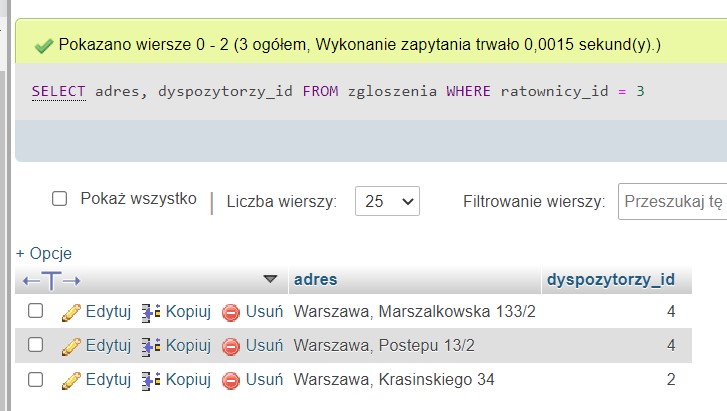 Pokazano wiersze 0 - 2 (3 ogółem, Wykonanie zapytania trwało 0,0015 sekund(y).)
SELECT adres, dyspozytorzy_id FROM zgloszenia WHERE ratownicy_id = 3
Pokaż wszystko | Liczba wierszy: 25 Filtrowanie wierszy: Przeszukaj tę
+ Opcje
←T→ adres dyspozytorzy_id
Edytuj Kopiuj Usuń Warszawa, Marszalkowska 133/2 4
Edytuj Kopiuj Usuń Warszawa, Postepu 13/2 4
Edytuj Kopiuj Usuń Warszawa, Krasinskiego 34 2